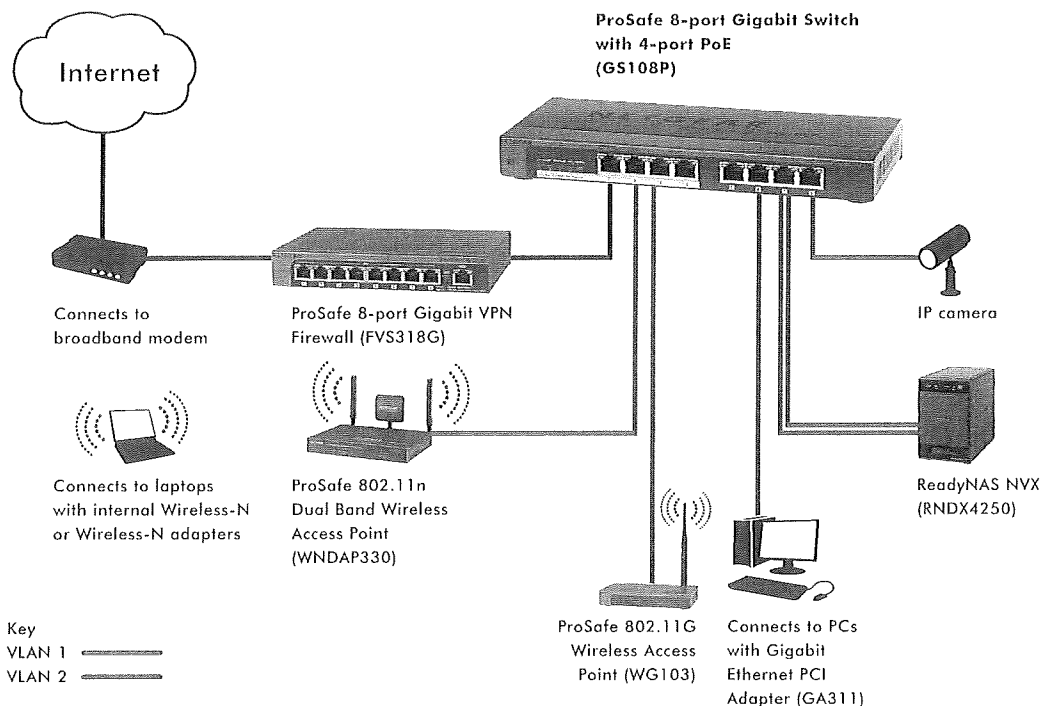 ProSafe 8-port Gigabit Switch
with 4-port PoE
(GS108P)
Internet
NETGEAR
Connects to
broadband modem
ProSafe 8-port Gigabit VPN
Firewall (FVS318G)
IP camera
Connects to laptops
with internal Wireless-N
or Wireless-N adapters
ProSafe 802.11n
Dual Band Wireless
Access Point
(WNDAP330)
ReadyNAS NVX
(RNDX4250)
ProSafe 802.11G
Wireless Access
Point (WG103)
Connects to PCs
with Gigabit
Ethernet PCI
Adapter (GA311)
Key
VLAN 1
VLAN 2